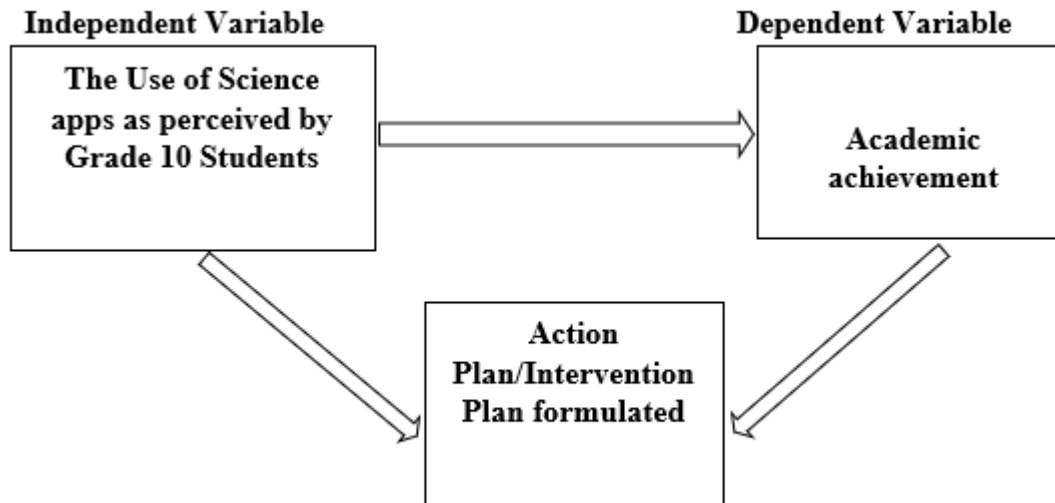 Independent Variable
The Use of Science
apps as perceived by
Grade 10 Students
Dependent Variable
Academic
achievement
Action
Plan/Intervention
Plan formulated